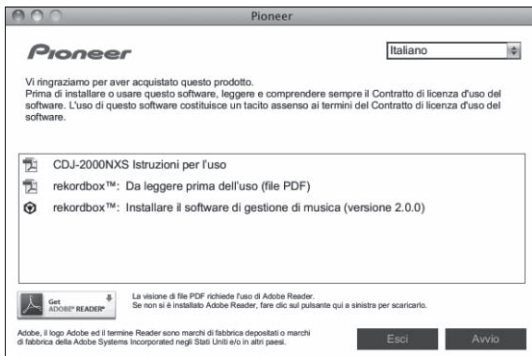 Pioneer
Pioneer
Italiano
Vi ringraziamo per aver acquistato questo prodotto.
Prima di installare o usare questo software, leggere e comprendere sempre il Contratto di licenza d'uso del
software. L'uso di questo software costituisce un tacito assenso ai termini del Contratto di licenza d'uso del
software.
CDJ-2000NXS Istruzioni per l'uso
rekordbox™: Da leggere prima dell'uso (file PDF)
rekordbox™: Installare il software di gestione di musica (versione 2.0.0)
Get
ADOBE® READER®
La visione di file PDF richiede l'uso di Adobe Reader.
Se non si è installato Adobe Reader, fare clic sul pulsante qui a sinistra per scaricarlo.
Adobe, il logo Adobe ed il termine Reader sono marchi di fabbrica depositati o marchi
di fabbrica della Adobe Systems Incorporated negli Stati Uniti e/o in altri paesi.
Esci
Avvio